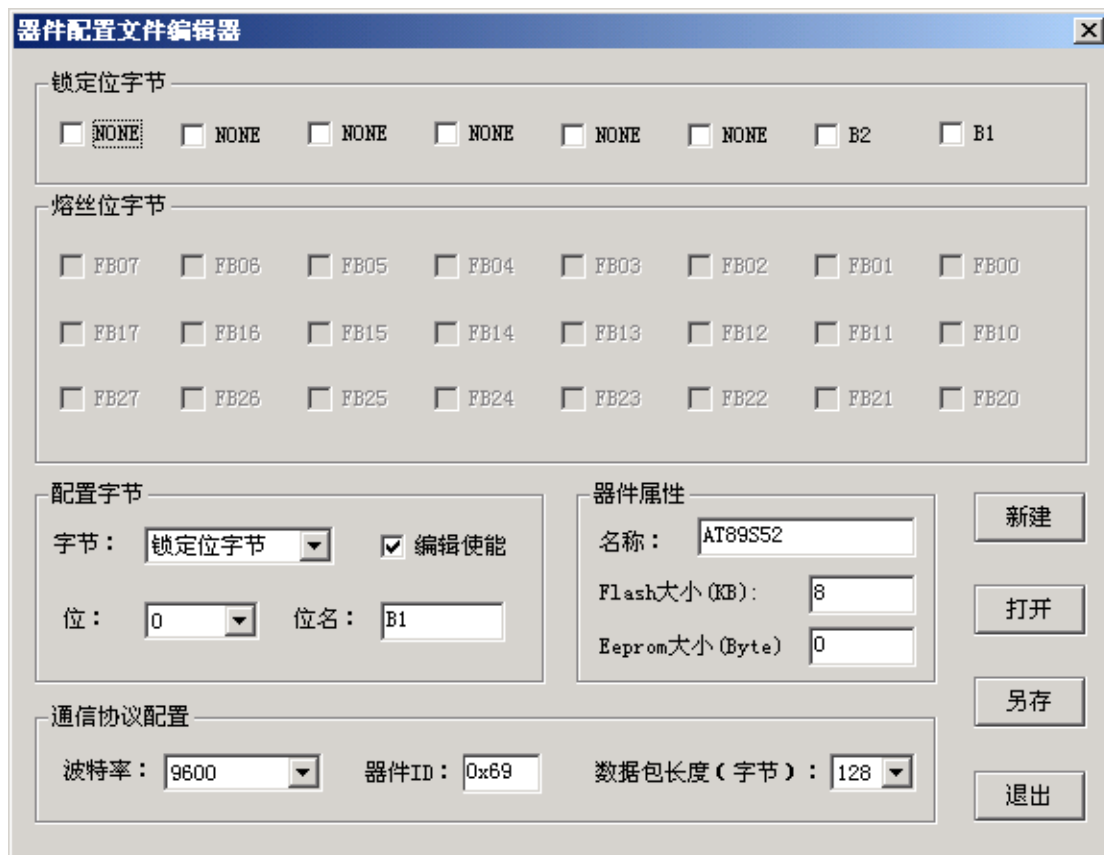 器件配置文件编辑器
锁定位字节
NONE NONE NONE NONE NONE NONE B2 B1
熔丝位字节
FB07 FB06 FB05 FB04 FB03 FB02 FB01 FB00
FB17 FB16 FB15 FB14 FB13 FB12 FB11 FB10
FB27 FB26 FB25 FB24 FB23 FB22 FB21 FB20
配置字节
字节： 锁定位字节 编辑使能
位： 0 位名： B1
器件属性
名称： AT89S52
Flash大小(KB): 8
Eeprom大小(Byte) 0
通信协议配置
波特率： 9600 器件ID： 0x69 数据包长度（字节）： 128
新建
打开
另存
退出